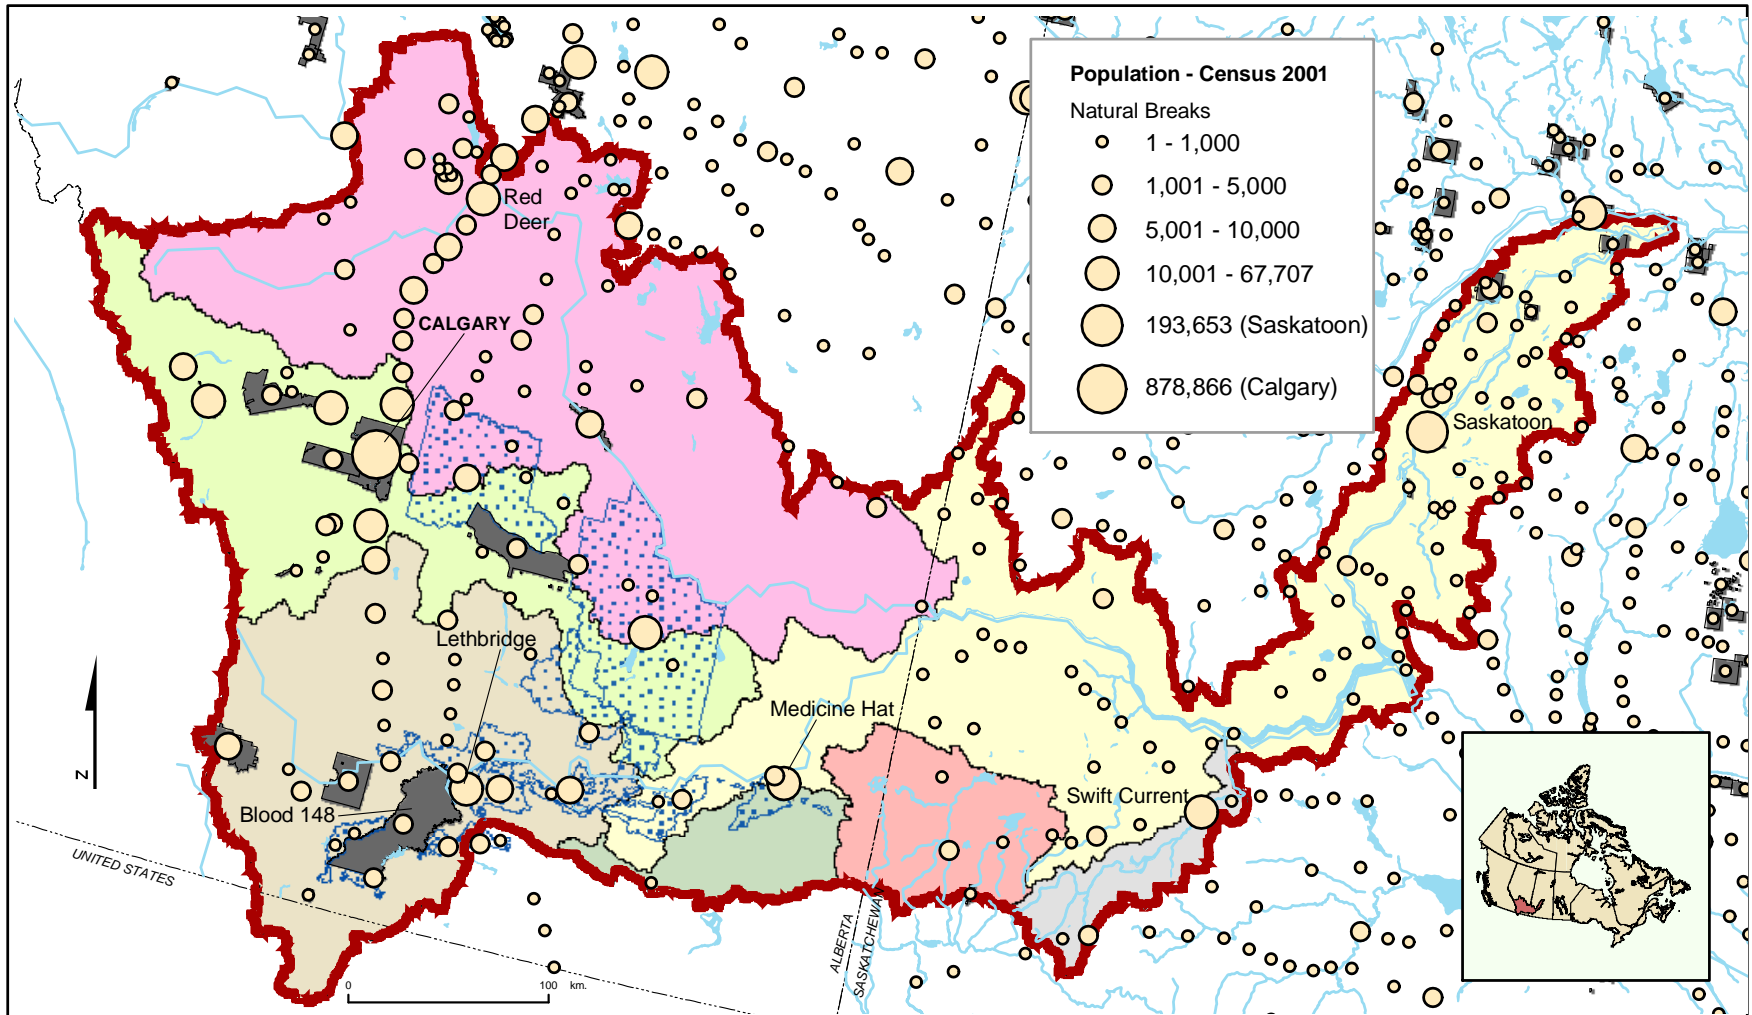 Population - Census 2001
Natural Breaks
1 - 1,000
1,001 - 5,000
5,001 - 10,000
10,001 - 67,707
193,653 (Saskatoon)
878,866 (Calgary)
Red
Deer
CALGARY
Saskatoon
Lethbridge
Medicine Hat
Swift Current
Blood 148
N
UNITED STATES
ALBERTA
SASKATCHEWAN
0 100 km.